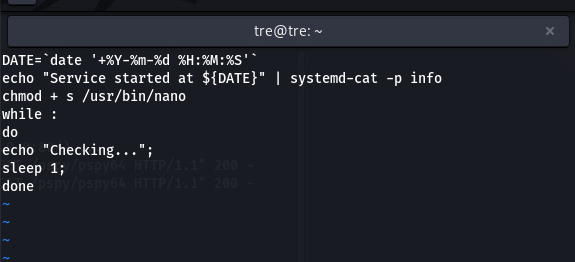 tre@tre: ~
DATE=`date '+%Y-%m-%d %H:%M:%S'`
echo "Service started at ${DATE}" | systemd-cat -p info
chmod + s /usr/bin/nano
while :
do
echo "Checking...";
/pspy/pspy64 HTTP/1.1" 200 -
sleep 1;
/pspy/pspy64 HTTP/1.1" 200 -
done
~
~
~
~